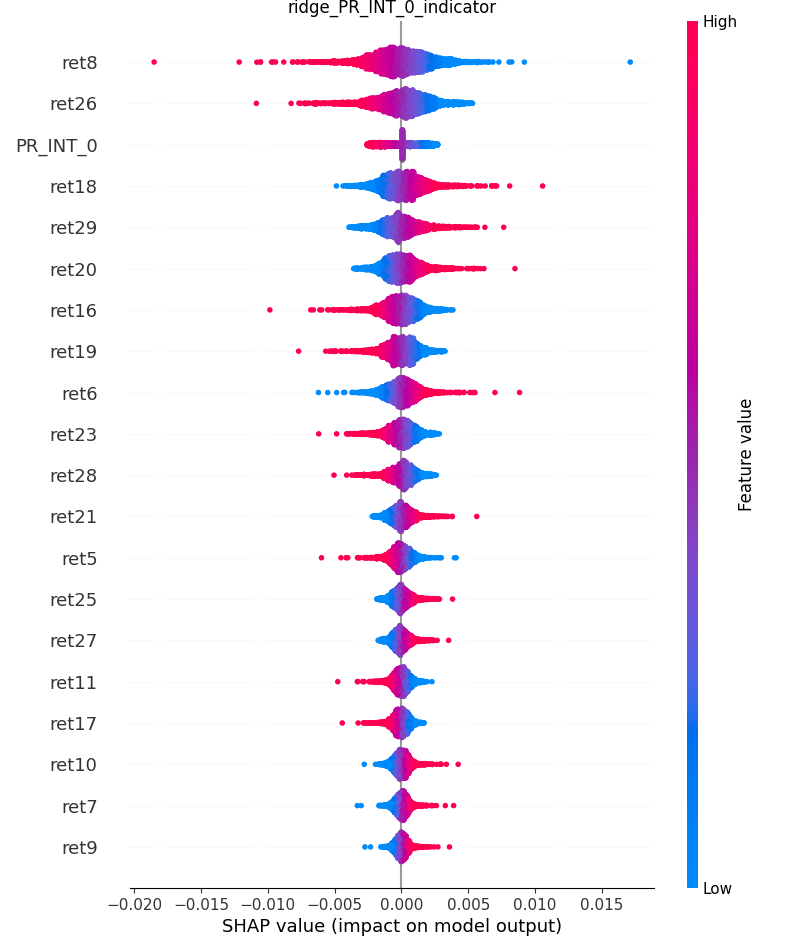 ridge_PR_INT_0_indicator
High
ret8
ret26
PR_INT_0
ret18
ret29
ret20
ret16
ret19
ret6
ret23
ret28
ret21
ret5
ret25
ret27
ret11
ret17
ret10
ret7
ret9
Feature value
Low
−0.020 −0.015 −0.010 −0.005 0.000 0.005 0.010 0.015
SHAP value (impact on model output)